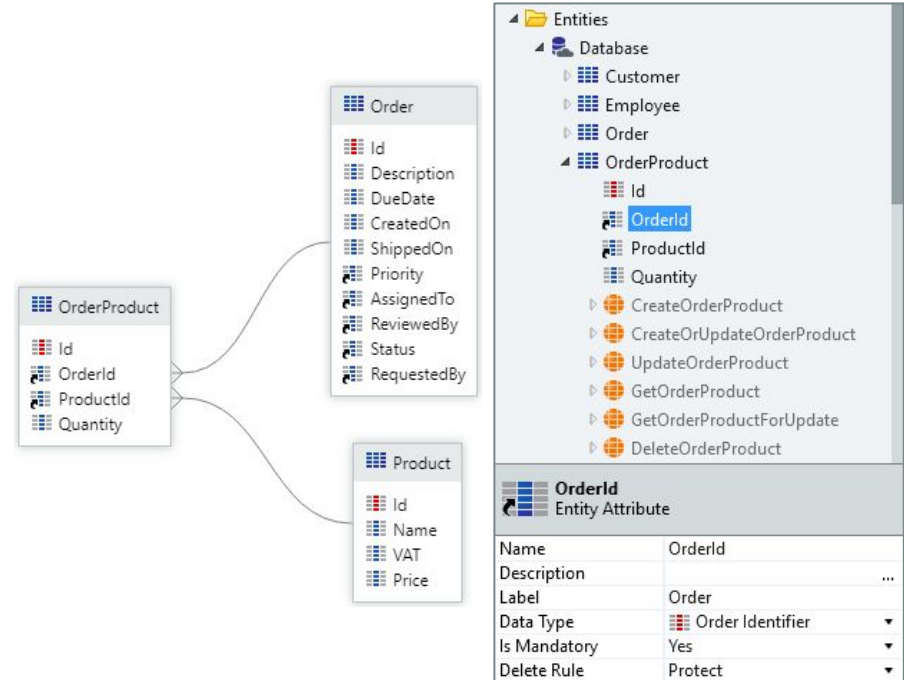 Order
Id
Description
DueDate
CreatedOn
ShippedOn
Priority
AssignedTo
ReviewedBy
Status
RequestedBy
OrderProduct
Id
OrderId
ProductId
Quantity
Product
Id
Name
VAT
Price
Entities
Database
Customer
Employee
Order
OrderProduct
Id
OrderId
ProductId
Quantity
CreateOrderProduct
CreateOrUpdateOrderProduct
UpdateOrderProduct
GetOrderProduct
GetOrderProductForUpdate
DeleteOrderProduct
OrderId
Entity Attribute
Name OrderId
Description ...
Label Order
Data Type Order Identifier
Is Mandatory Yes
Delete Rule Protect